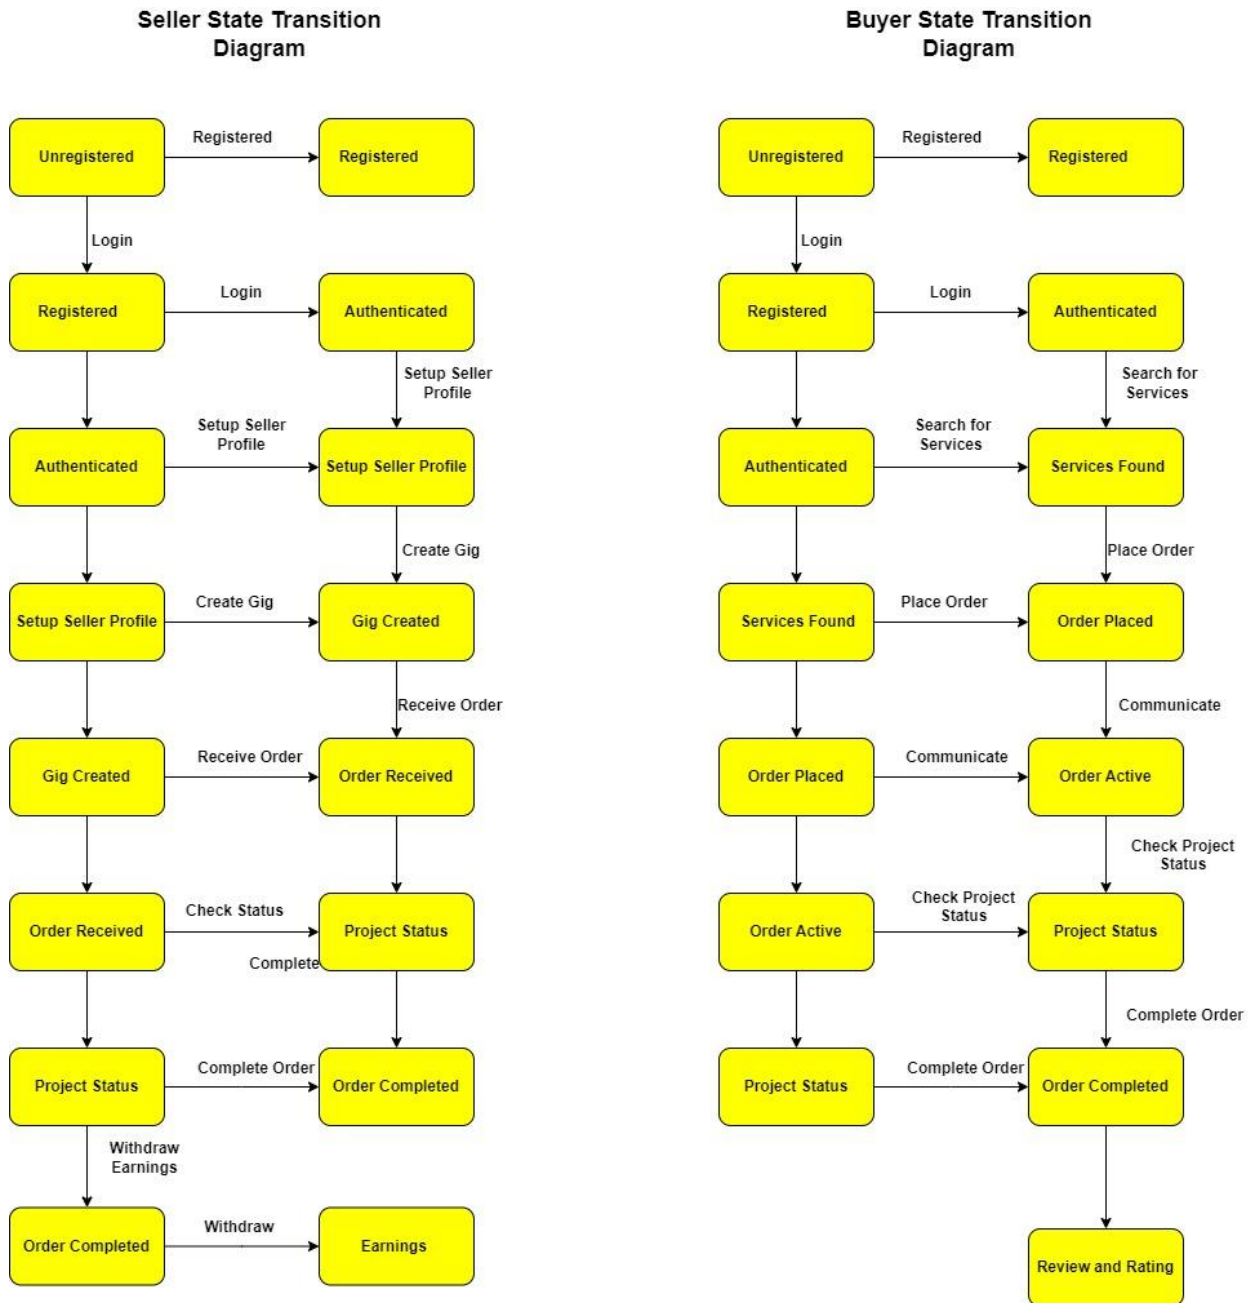 Seller State Transition
Diagram
Unregistered
Registered
Registered
Login
Registered
Login
Authenticated
Setup Seller
Profile
Authenticated
Setup Seller
Profile
Setup Seller Profile
Create Gig
Setup Seller Profile
Create Gig
Gig Created
Receive Order
Gig Created
Receive Order
Order Received
Order Received
Check Status
Project Status
Complete
Project Status
Complete Order
Order Completed
Withdraw
Earnings
Order Completed
Withdraw
Earnings
Buyer State Transition
Diagram
Unregistered
Registered
Registered
Login
Registered
Login
Authenticated
Search for
Services
Authenticated
Search for
Services
Services Found
Place Order
Services Found
Place Order
Order Placed
Communicate
Order Placed
Communicate
Order Active
Check Project
Status
Order Active
Check Project
Status
Project Status
Complete Order
Project Status
Complete Order
Order Completed
Review and Rating